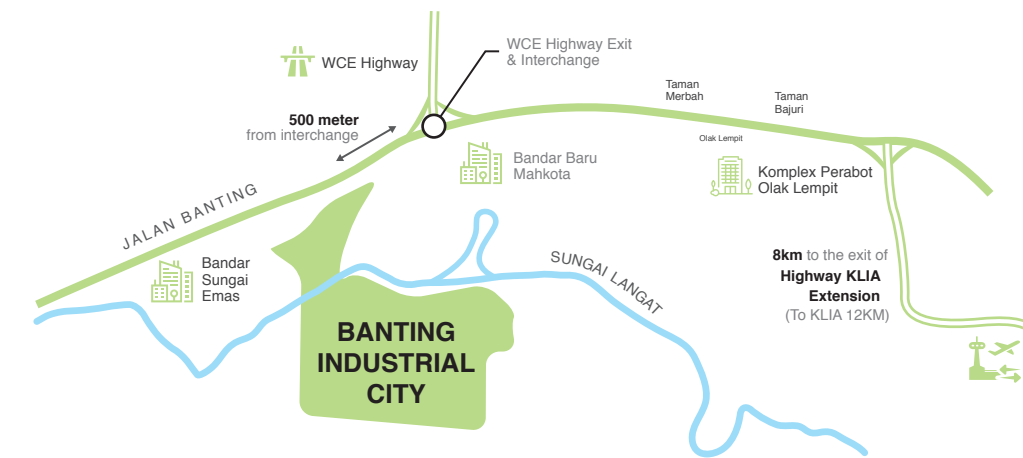 WCE Highway
WCE Highway Exit
& Interchange
500 meter
from interchange
Taman
Merbah
Taman
Bajuri
Olak Lempit
Bandar Baru
Mahkota
Komplex Perabot
Olak Lempit
JALAN BANTING
Bandar
Sungai
Emas
SUNGAI LANGAT
8km to the exit of
Highway KLIA
Extension
(To KLIA 12KM)
BANTING
INDUSTRIAL
CITY